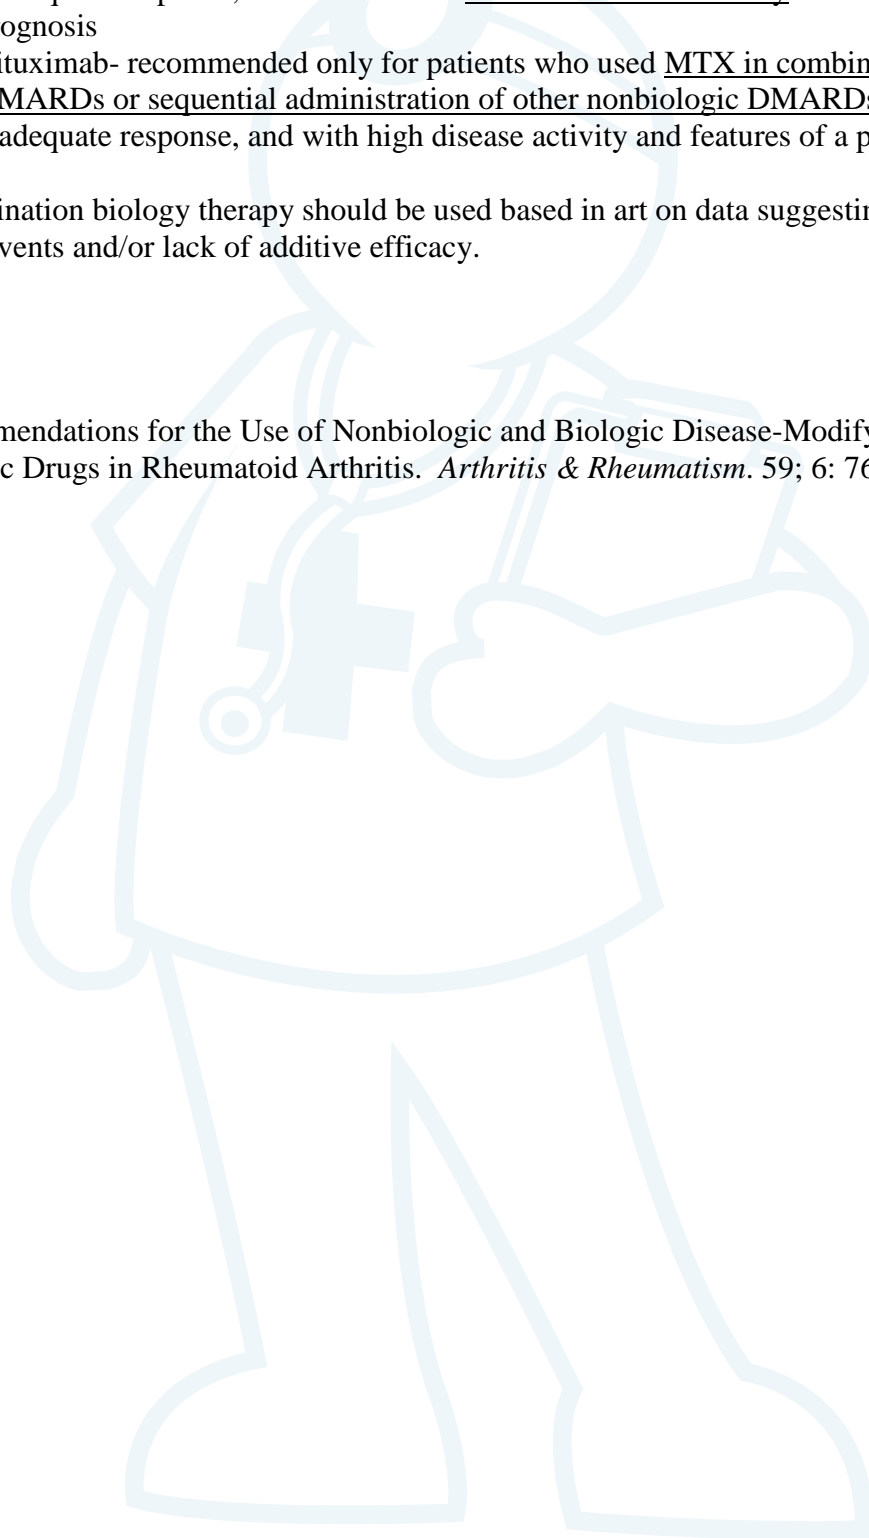 ognosis
ituximab- recommended only for patients who used MTX in combin
MARDs or sequential administration of other nonbiologic DMARDs
adequate response, and with high disease activity and features of a p
ination biology therapy should be used based in art on data suggestin
vents and/or lack of additive efficacy.
mendations for the Use of Nonbiologic and Biologic Disease-Modify
c Drugs in Rheumatoid Arthritis. Arthritis & Rheumatism. 59; 6: 76